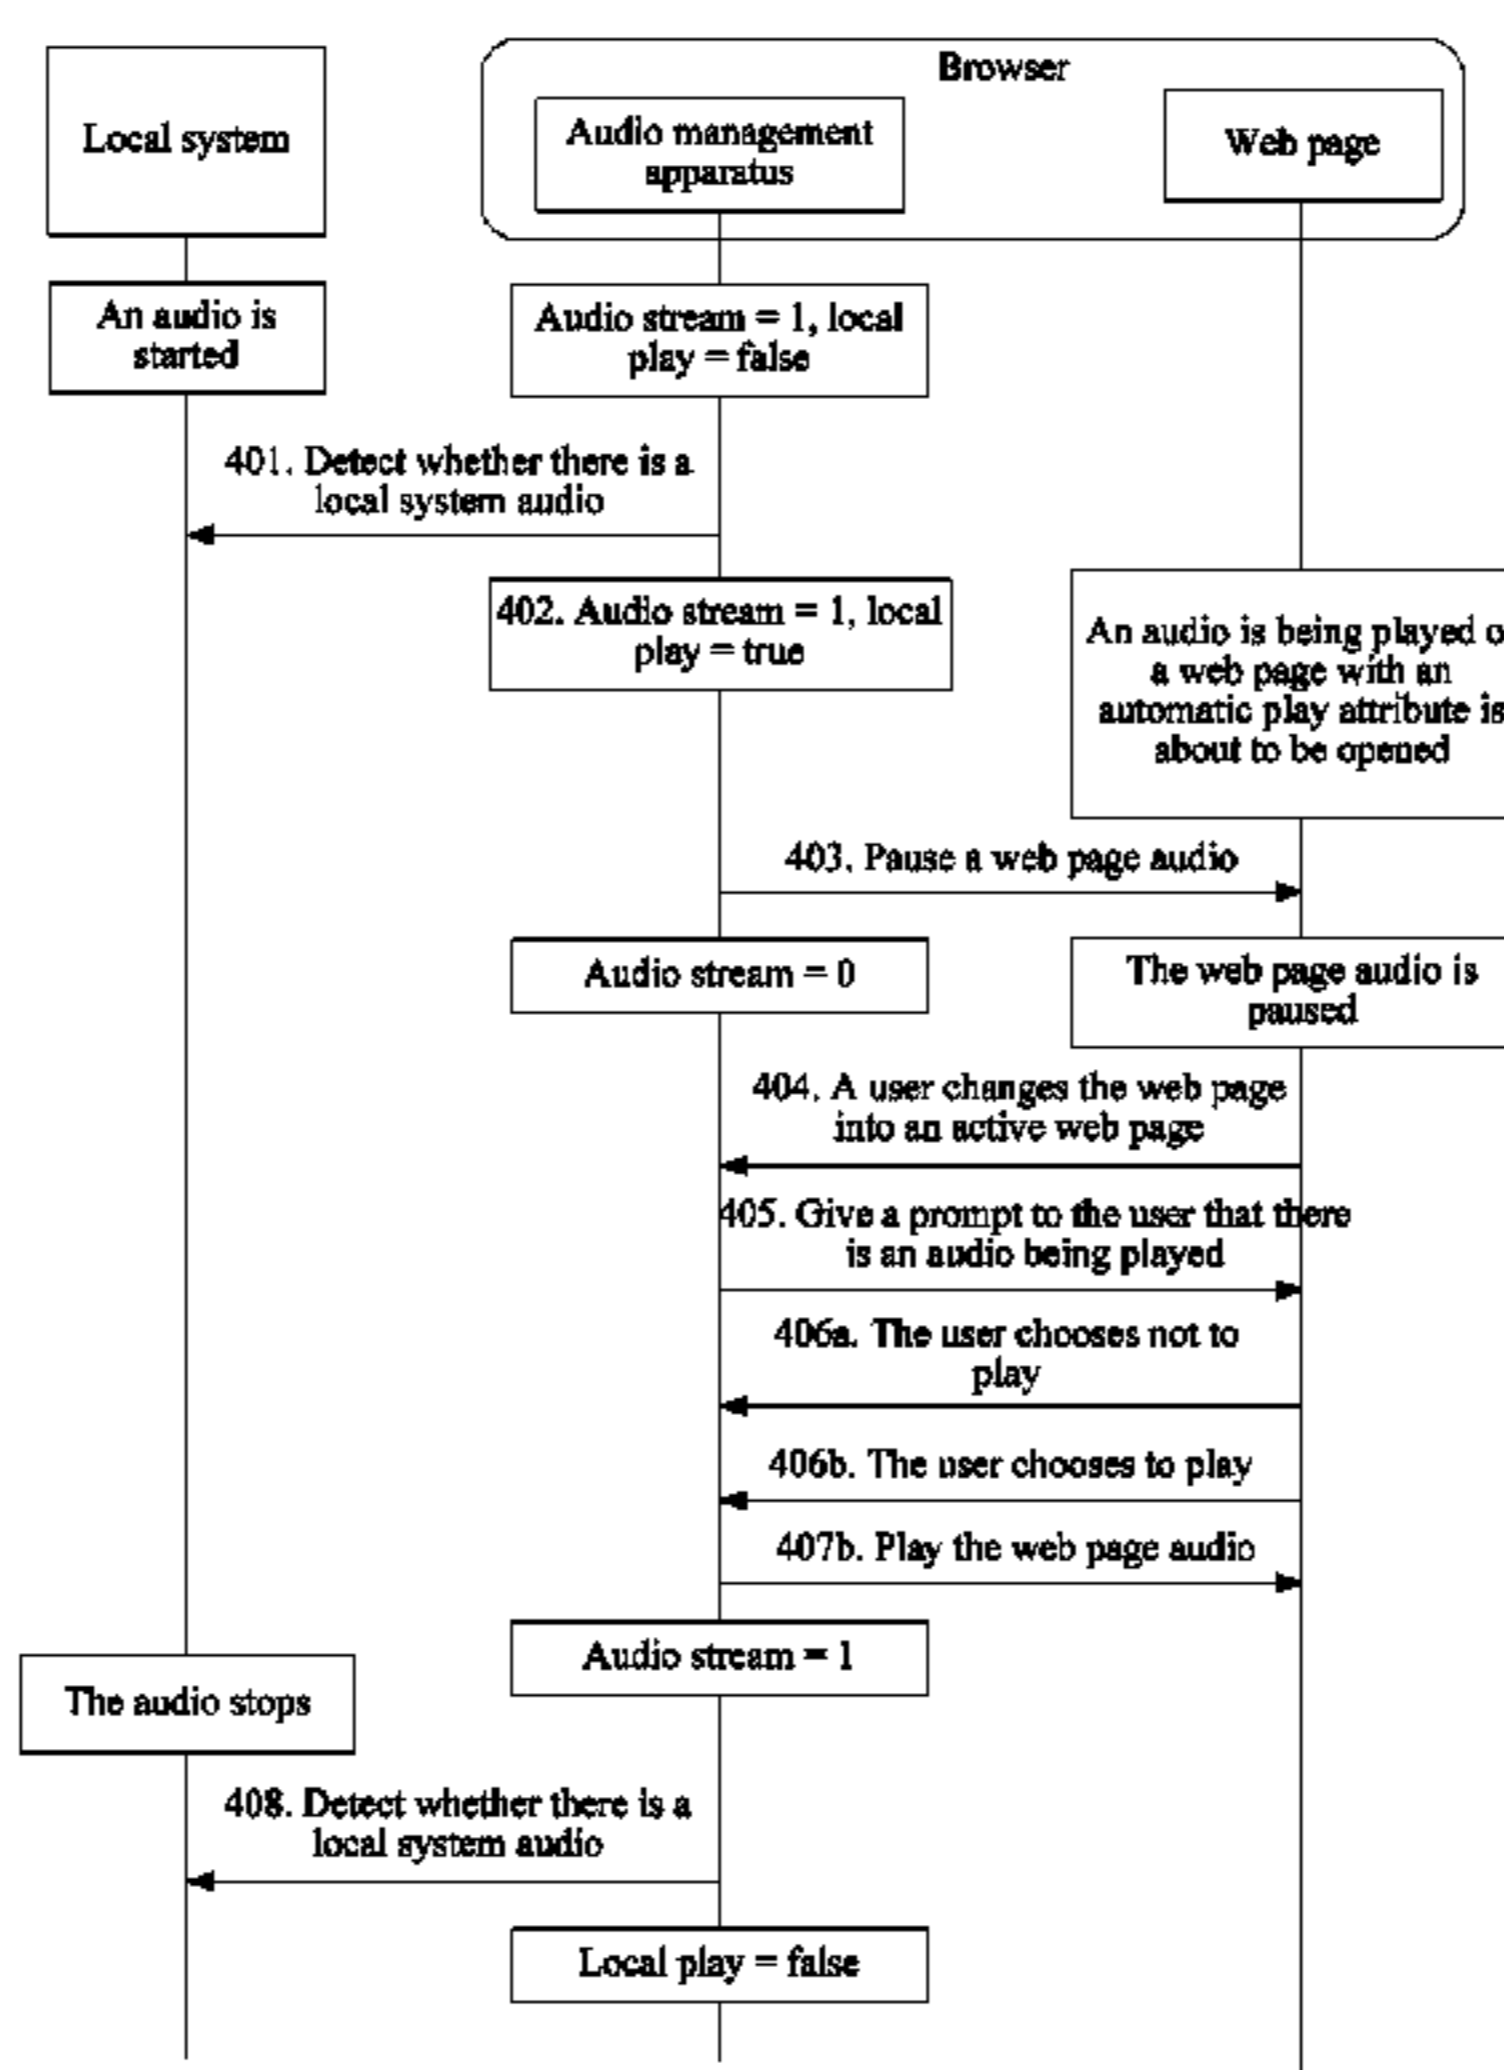 Browser
Local system
Audio management
apparatus
Web page
An audio is
started
Audio stream = 1, local
play = false
401. Detect whether there is a
local system audio
402. Audio stream = 1, local
play = true
An audio is being played o
a web page with an
automatic play attribute is
about to be opened
403. Pause a web page audio
Audio stream = 0
The web page audio is
paused
404. A user changes the web page
into an active web page
405. Give a prompt to the user that there
is an audio being played
406a. The user chooses not to
play
406b. The user chooses to play
407b. Play the web page audio
Audio stream = 1
The audio stops
408. Detect whether there is a
local system audio
Local play = false